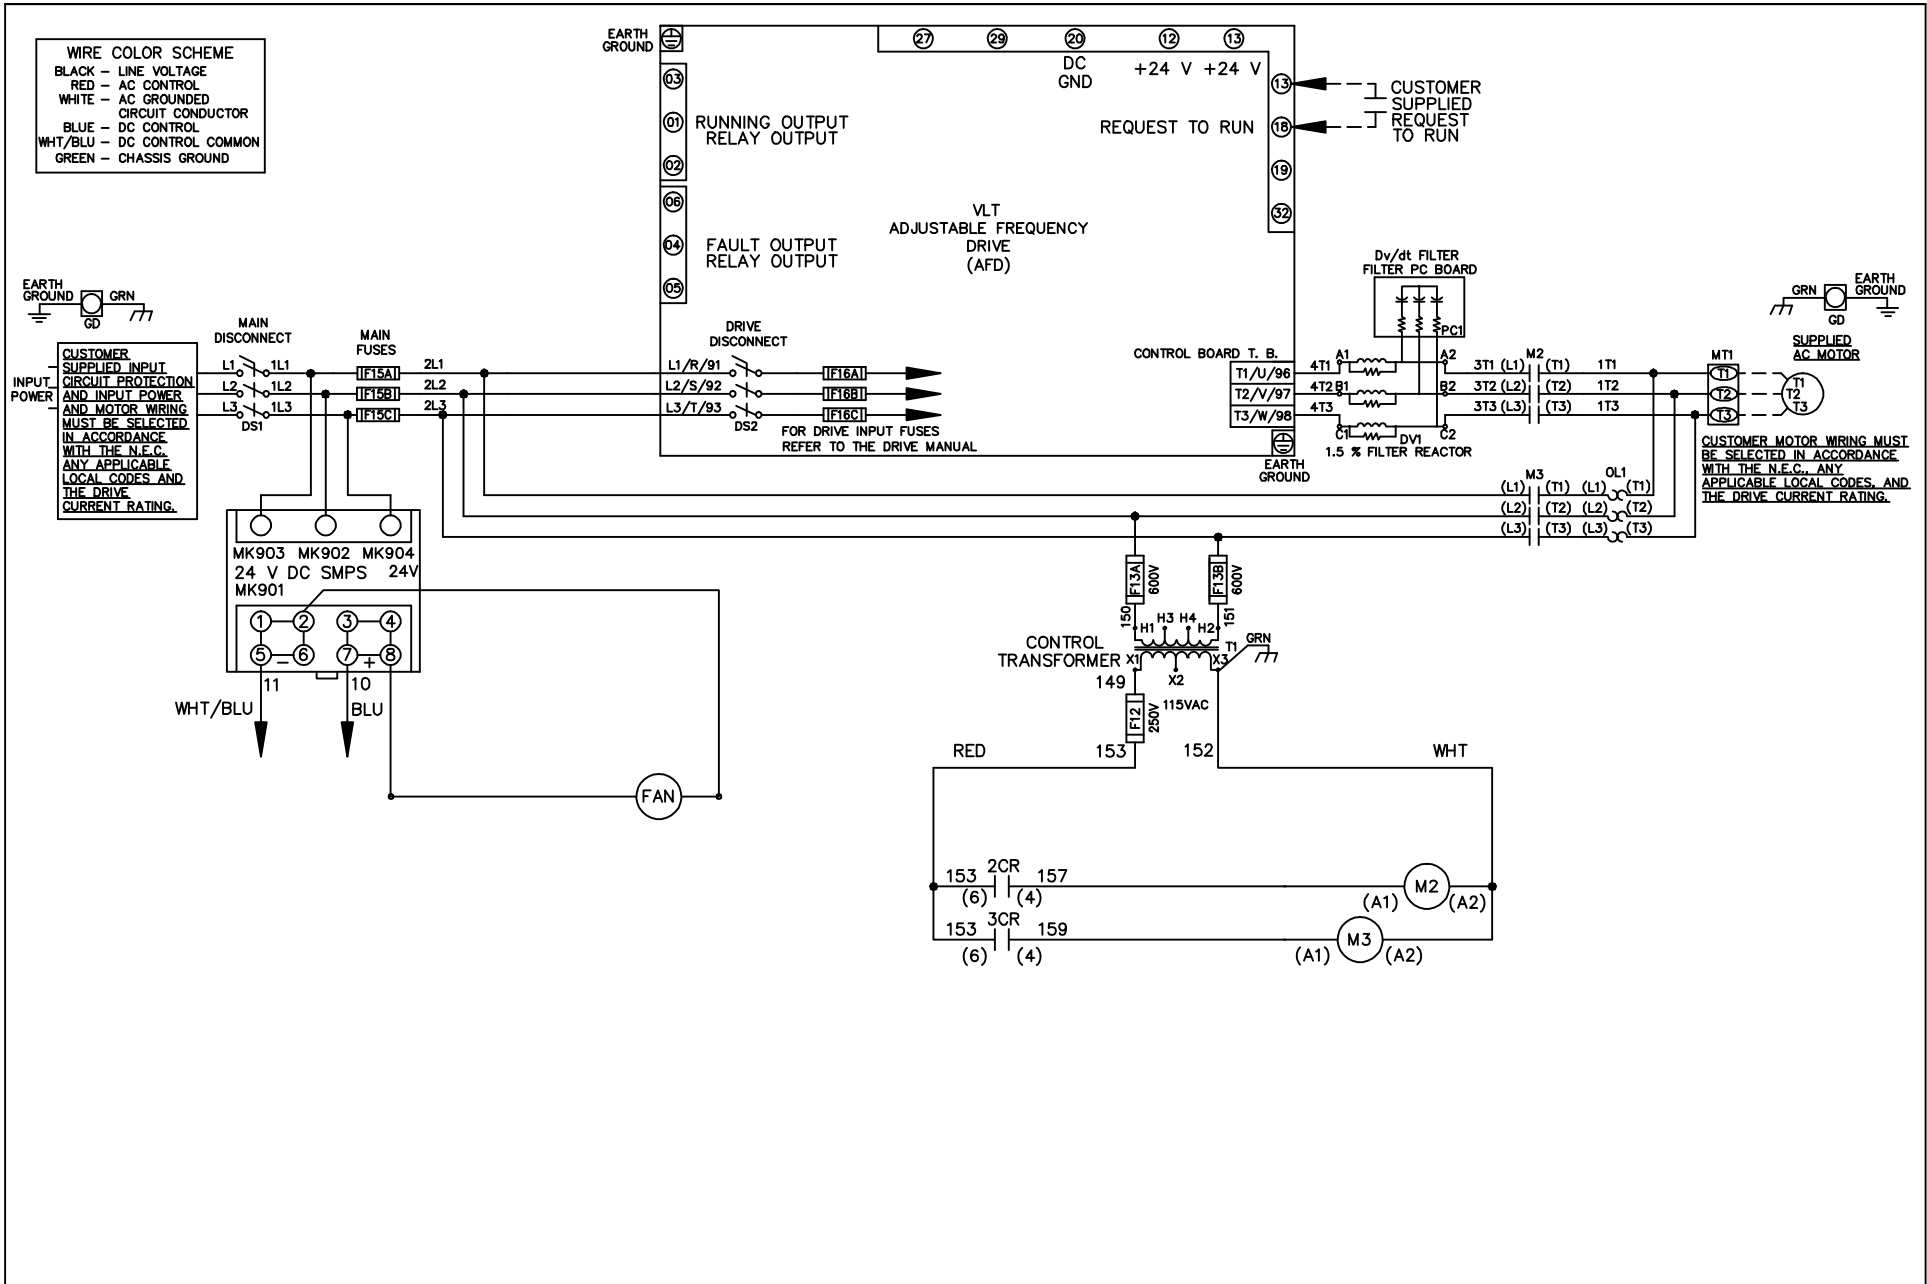 WIRE COLOR SCHEME
BLACK – LINE VOLTAGE
RED – AC CONTROL
WHITE – AC GROUNDED
CIRCUIT CONDUCTOR
BLUE – DC CONTROL
WHT/BLU – DC CONTROL COMMON
GREEN – CHASSIS GROUND
EARTH
GROUND
27
29
20
12
13
DC
GND
+24 V
+24 V
03
01
02
RUNNING OUTPUT
RELAY OUTPUT
06
04
05
FAULT OUTPUT
RELAY OUTPUT
VLT
ADJUSTABLE FREQUENCY
DRIVE
(AFD)
REQUEST TO RUN
13
18
19
32
CUSTOMER
SUPPLIED
REQUEST
TO RUN
EARTH
GROUND
GRN
GD
INPUT
POWER
CUSTOMER
SUPPLIED INPUT
CIRCUIT PROTECTION
AND INPUT POWER
AND MOTOR WIRING
MUST BE SELECTED
IN ACCORDANCE
WITH THE N.E.C.
ANY APPLICABLE
LOCAL CODES AND
THE DRIVE
CURRENT RATING.
MAIN
DISCONNECT
L1
1L1
L2
1L2
L3
1L3
DS1
MAIN
FUSES
F15A
F15B
F15C
2L1
2L2
2L3
L1/R/91
L2/S/92
L3/T/93
DRIVE
DISCONNECT
DS2
F16A
F16B
F16C
FOR DRIVE INPUT FUSES
REFER TO THE DRIVE MANUAL
CONTROL BOARD T. B.
T1/U/96
T2/V/97
T3/W/98
EARTH
GROUND
Dv/dt FILTER
FILTER PC BOARD
PC1
4T1
A1
A2
4T2
B1
B2
4T3
C1
C2
DV1
1.5 % FILTER REACTOR
M2
3T1 (L1) (T1) 1T1
3T2 (L2) (T2) 1T2
3T3 (L3) (T3) 1T3
MT1
T1
T2
T3
T1
T2
T3
GRN
EARTH
GROUND
GD
SUPPLIED
AC MOTOR
CUSTOMER MOTOR WIRING MUST
BE SELECTED IN ACCORDANCE
WITH THE N.E.C., ANY
APPLICABLE LOCAL CODES, AND
THE DRIVE CURRENT RATING.
M3
OL1
(L1) (T1) (L1) (T1)
(L2) (T2) (L2) (T2)
(L3) (T3) (L3) (T3)
MK903 MK902 MK904
24 V DC SMPS 24V
MK901
1
2
3
4
5
–
6
7
+
8
11
10
WHT/BLU
BLU
FAN
F13A
600V
F13B
600V
150
151
H1
H3
H4
H2
T1
GRN
CONTROL
TRANSFORMER
X1
X2
X3
149
F12
250V
115VAC
RED
153
152
WHT
153
2CR
157
(6)
(4)
(A1)
M2
(A2)
153
3CR
159
(6)
(4)
(A1)
M3
(A2)